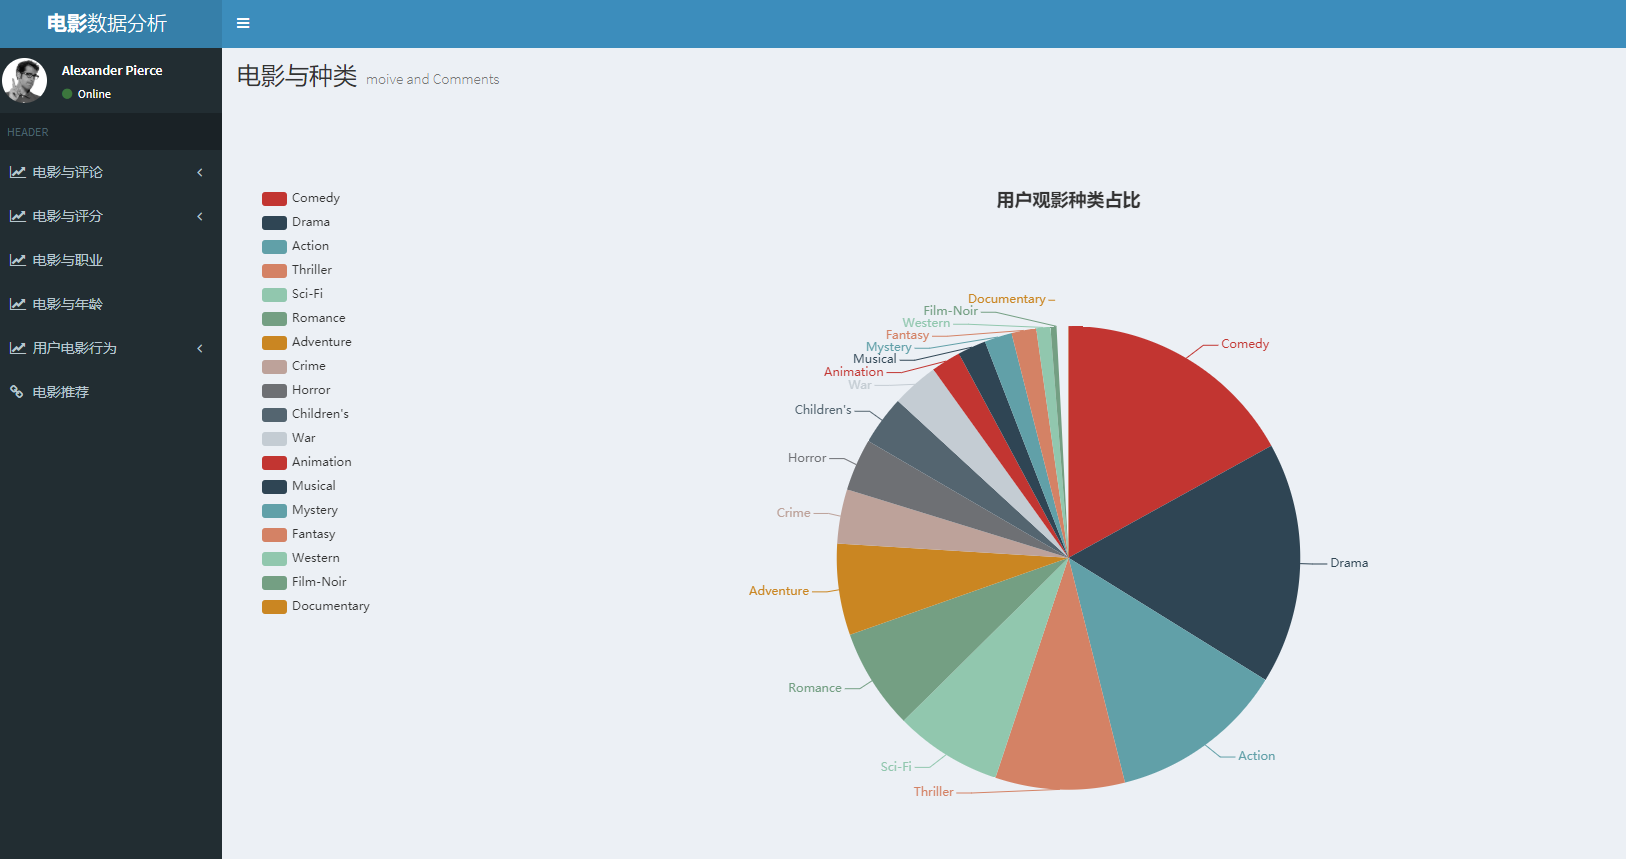 电影数据分析
Alexander Pierce
Online
HEADER
电影与评论
电影与评分
电影与职业
电影与年龄
用户电影行为
电影推荐
电影与种类 moive and Comments
Comedy
Drama
Action
Thriller
Sci-Fi
Romance
Adventure
Crime
Horror
Children's
War
Animation
Musical
Mystery
Fantasy
Western
Film-Noir
Documentary
用户观影种类占比
Documentary
Film-Noir
Western
Fantasy
Mystery
Musical
Animation
War
Children's
Horror
Crime
Adventure
Romance
Sci-Fi
Thriller
Comedy
Drama
Action